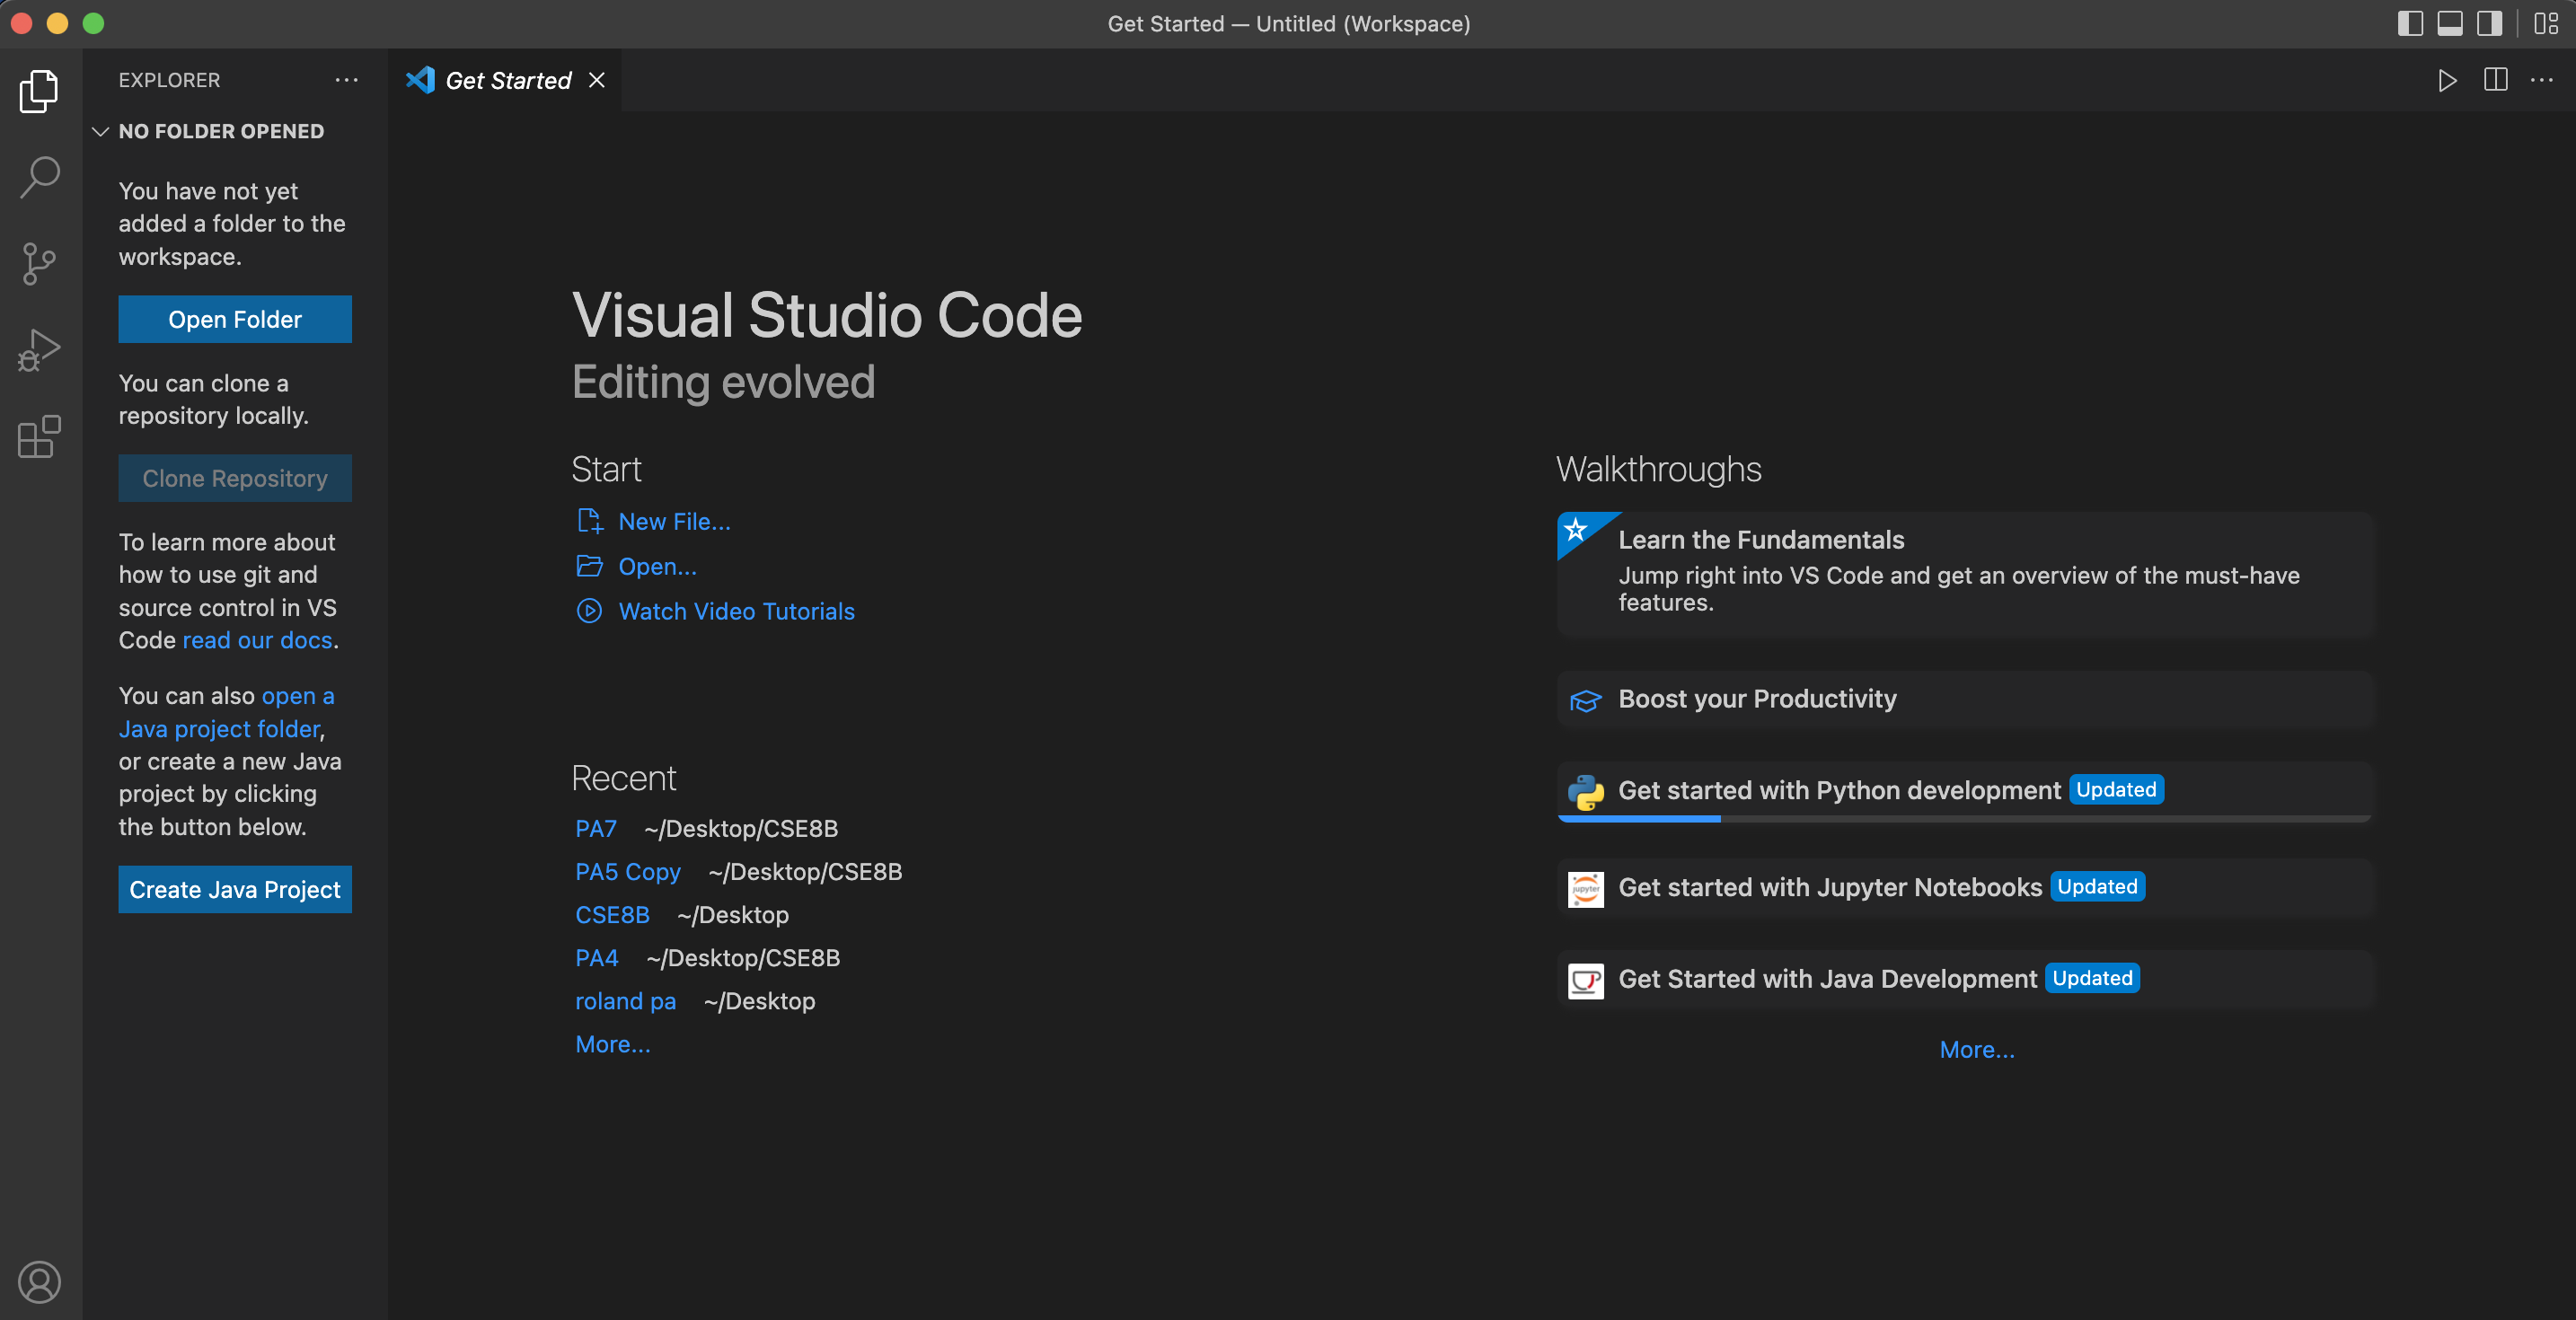 Get Started — Untitled (Workspace)
EXPLORER
Get Started
NO FOLDER OPENED
You have not yet
added a folder to the
workspace.
Open Folder
You can clone a
repository locally.
Clone Repository
To learn more about
how to use git and
source control in VS
Code read our docs.
You can also open a
Java project folder,
or create a new Java
project by clicking
the button below.
Create Java Project
Visual Studio Code
Editing evolved
Start
New File...
Open...
Watch Video Tutorials
Recent
PA7 ~/Desktop/CSE8B
PA5 Copy ~/Desktop/CSE8B
CSE8B ~/Desktop
PA4 ~/Desktop/CSE8B
roland pa ~/Desktop
More...
Walkthroughs
Learn the Fundamentals
Jump right into VS Code and get an overview of the must-have
features.
Boost your Productivity
Get started with Python development Updated
jupyter
Get started with Jupyter Notebooks Updated
Get Started with Java Development Updated
More...